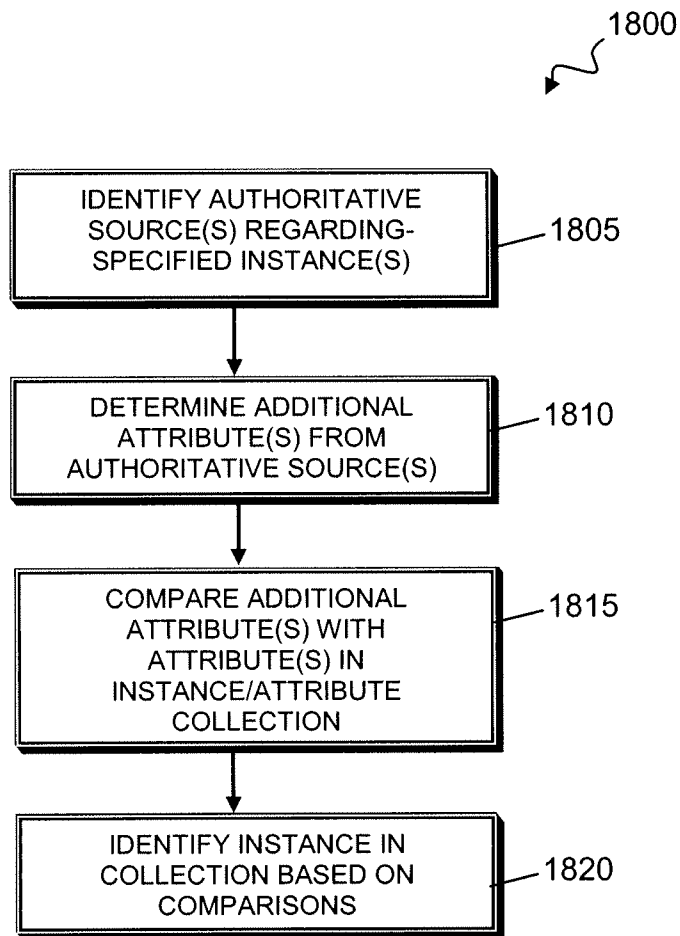 1800
IDENTIFY AUTHORITATIVE
SOURCE(S) REGARDING-
SPECIFIED INSTANCE(S)
1805
DETERMINE ADDITIONAL
ATTRIBUTE(S) FROM
AUTHORITATIVE SOURCE(S)
1810
COMPARE ADDITIONAL
ATTRIBUTE(S) WITH
ATTRIBUTE(S) IN
INSTANCE/ATTRIBUTE
COLLECTION
1815
IDENTIFY INSTANCE IN
COLLECTION BASED ON
COMPARISONS
1820